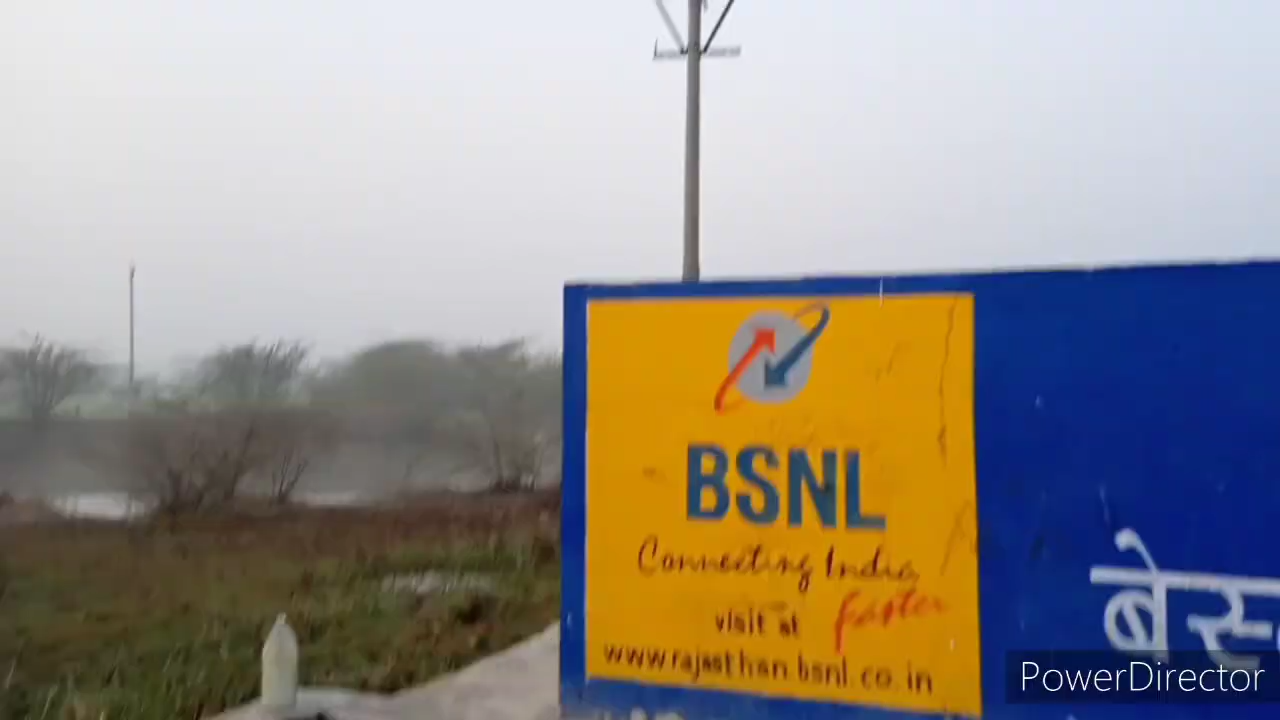 BSNL
Connecting India
faster
visit at
www.rajasthan.bsnl.co.in
बेस
PowerDirector